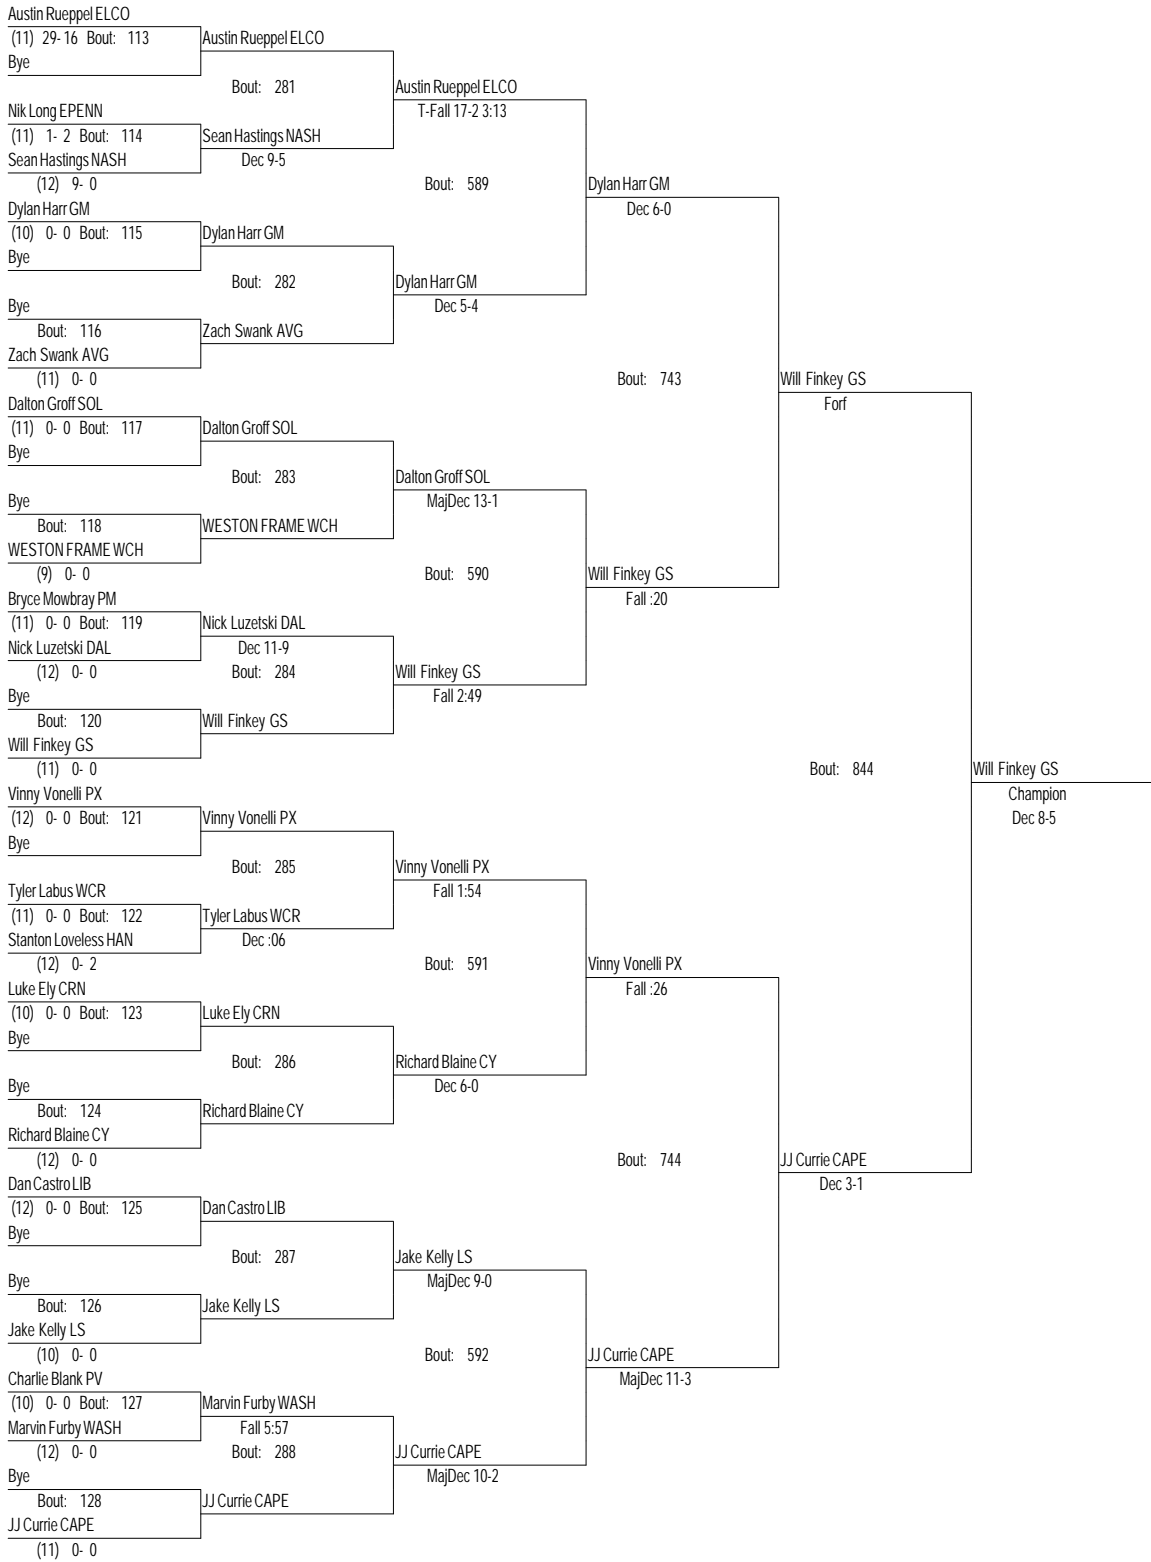 Austin Rueppel ELCO
(11) 29-16 Bout: 113 Austin Rueppel ELCO
Bye
Bout: 281 Austin Rueppel ELCO
Nik Long EPENN T-Fall 17-2 3:13
(11) 1- 2 Bout: 114 Sean Hastings NASH
Sean Hastings NASH Dec 9-5
(12) 9- 0 Bout: 589 Dylan Harr GM
Dylan Harr GM Dec 6-0
(10) 0- 0 Bout: 115 Dylan Harr GM
Bye
Bout: 282 Dylan Harr GM
Bye Dec 5-4
Bout: 116 Zach Swank AVG
Zach Swank AVG
(11) 0- 0 Bout: 743 Will Finkey GS
Dalton Groff SOL Forf
(11) 0- 0 Bout: 117 Dalton Groff SOL
Bye
Bout: 283 Dalton Groff SOL
Bye MajDec 13-1
Bout: 118 WESTON FRAME WCH
WESTON FRAME WCH
(9) 0- 0 Bout: 590 Will Finkey GS
Bryce Mowbray PM Fall :20
(11) 0- 0 Bout: 119 Nick Luzetski DAL
Nick Luzetski DAL Dec 11-9
(12) 0- 0 Bout: 284 Will Finkey GS
Bye Fall 2:49
Bout: 120 Will Finkey GS
Will Finkey GS
(11) 0- 0 Bout: 844 Will Finkey GS
Vinny Vonelli PX Champion
(12) 0- 0 Bout: 121 Vinny Vonelli PX Dec 8-5
Bye
Bout: 285 Vinny Vonelli PX
Tyler Labus WCR Fall 1:54
(11) 0- 0 Bout: 122 Tyler Labus WCR
Stanton Loveless HAN Dec :06
(12) 0- 2 Bout: 591 Vinny Vonelli PX
Luke Ely CRN Fall :26
(10) 0- 0 Bout: 123 Luke Ely CRN
Bye
Bout: 286 Richard Blaine CY
Bye Dec 6-0
Bout: 124 Richard Blaine CY
Richard Blaine CY
(12) 0- 0 Bout: 744 JJ Currie CAPE
Dan Castro LIB Dec 3-1
(12) 0- 0 Bout: 125 Dan Castro LIB
Bye
Bout: 287 Jake Kelly LS
Bye MajDec 9-0
Bout: 126 Jake Kelly LS
Jake Kelly LS
(10) 0- 0 Bout: 592 JJ Currie CAPE
Charlie Blank PV MajDec 11-3
(10) 0- 0 Bout: 127 Marvin Furby WASH
Marvin Furby WASH Fall 5:57
(12) 0- 0 Bout: 288 JJ Currie CAPE
Bye MajDec 10-2
Bout: 128 JJ Currie CAPE
JJ Currie CAPE
(11) 0- 0